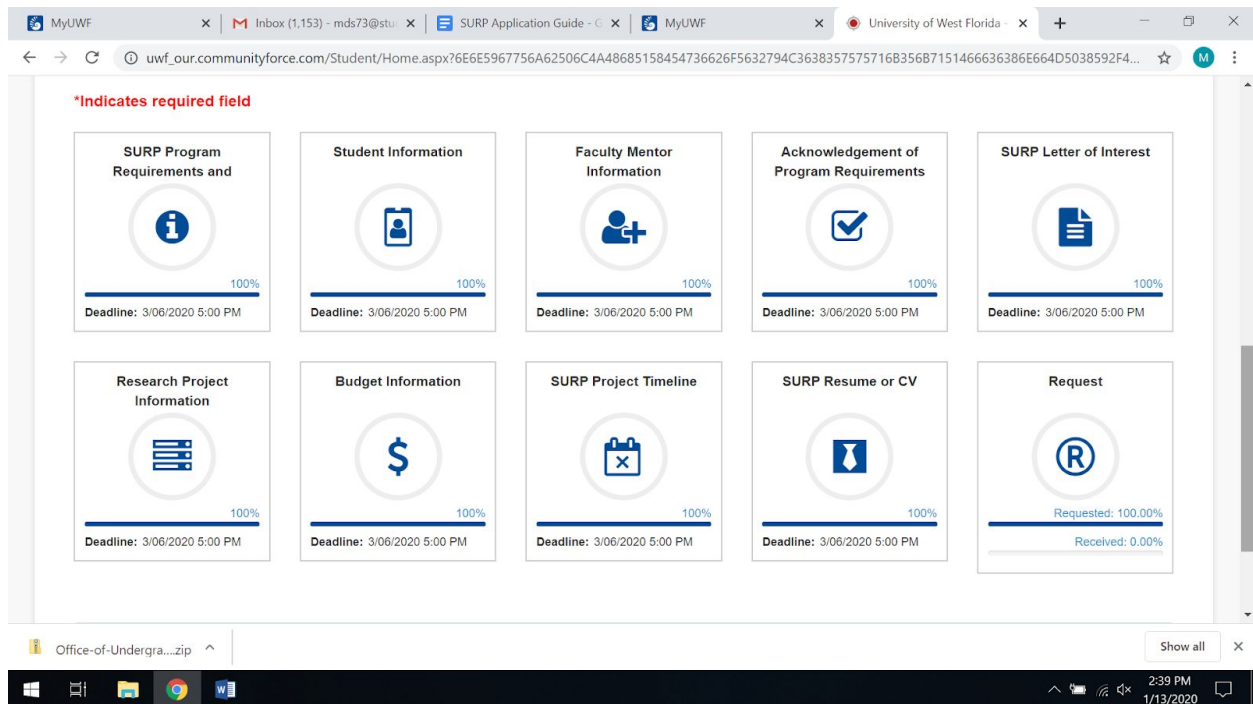 MyUWF
Inbox (1,153) - mds73@stu
SURP Application Guide - G
MyUWF
University of West Florida -
uwf_our.communityforce.com/Student/Home.aspx?6E6E5967756A62506C4A48685158454736626F5632794C3638357575716B356B7151466636386E664D5038592F4...
M
*Indicates required field
SURP Program
Requirements and
100%
Deadline: 3/06/2020 5:00 PM
Student Information
100%
Deadline: 3/06/2020 5:00 PM
Faculty Mentor
Information
100%
Deadline: 3/06/2020 5:00 PM
Acknowledgement of
Program Requirements
100%
Deadline: 3/06/2020 5:00 PM
SURP Letter of Interest
100%
Deadline: 3/06/2020 5:00 PM
Research Project
Information
100%
Deadline: 3/06/2020 5:00 PM
Budget Information
$
100%
Deadline: 3/06/2020 5:00 PM
SURP Project Timeline
100%
Deadline: 3/06/2020 5:00 PM
SURP Resume or CV
100%
Deadline: 3/06/2020 5:00 PM
Request
®
Requested: 100.00%
Received: 0.00%
Office-of-Undergra....zip
Show all
2:39 PM
1/13/2020